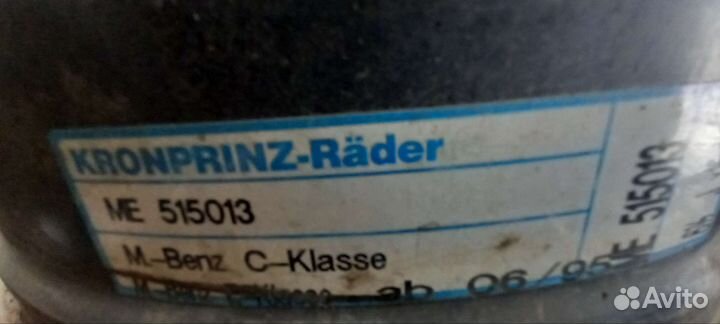 KRONPRINZ-Räder
ME 515013
M.-Benz C-Klasse
ab 06/95
ME 515013
Avito